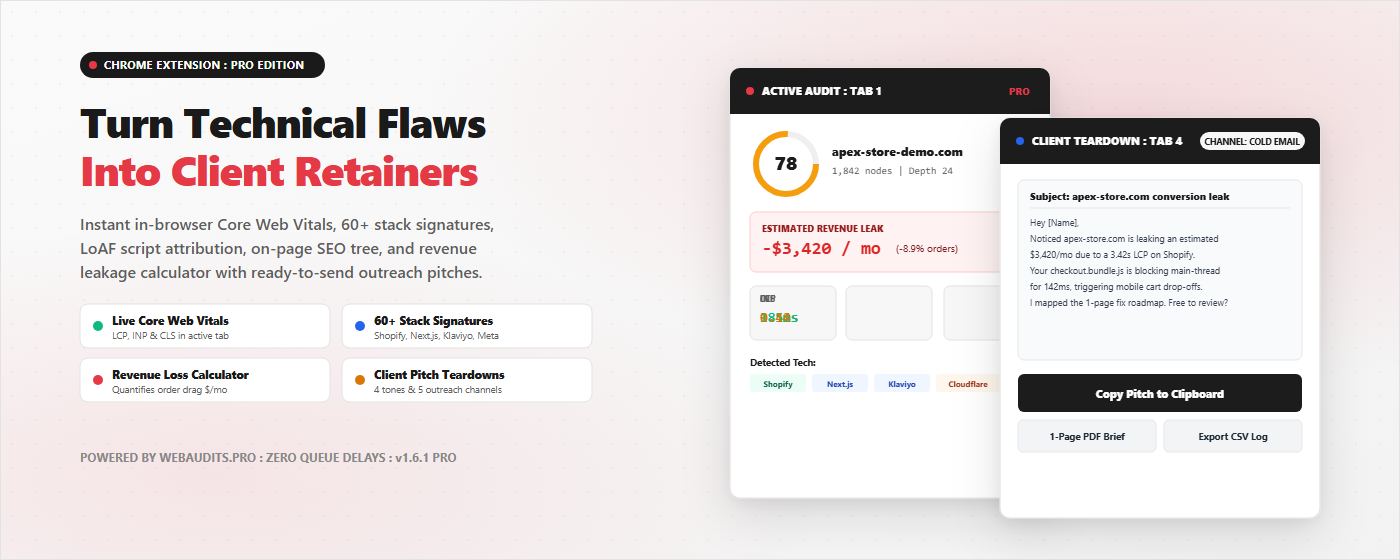 CHROME EXTENSION : PRO EDITION
Turn Technical Flaws
Into Client Retainers
Instant in-browser Core Web Vitals, 60+ stack signatures,
LoAF script attribution, on-page SEO tree, and revenue
leakage calculator with ready-to-send outreach pitches.
Live Core Web Vitals
LCP, INP & CLS in active tab
60+ Stack Signatures
Shopify, Next.js, Klaviyo, Meta
Revenue Loss Calculator
Quantifies order drag $/mo
Client Pitch Teardowns
4 tones & 5 outreach channels
POWERED BY WEBAUDITS.PRO : ZERO QUEUE DELAYS : v1.6.1 PRO
ACTIVE AUDIT : TAB 1
PRO
78
apex-store-demo.com
1,842 nodes | Depth 24
ESTIMATED REVENUE LEAK
-$3,420 / mo (-8.9% orders)
Detected Tech:
Shopify
Next.js
Klaviyo
Cloudflare
CLIENT TEARDOWN : TAB 4
CHANNEL: COLD EMAIL
Subject: apex-store.com conversion leak
Hey [Name],
Noticed apex-store.com is leaking an estimated
$3,420/mo due to a 3.42s LCP on Shopify.
Your checkout.bundle.js is blocking main-thread
for 142ms, triggering mobile cart drop-offs.
I mapped the 1-page fix roadmap. Free to review?
Copy Pitch to Clipboard
1-Page PDF Brief
Export CSV Log